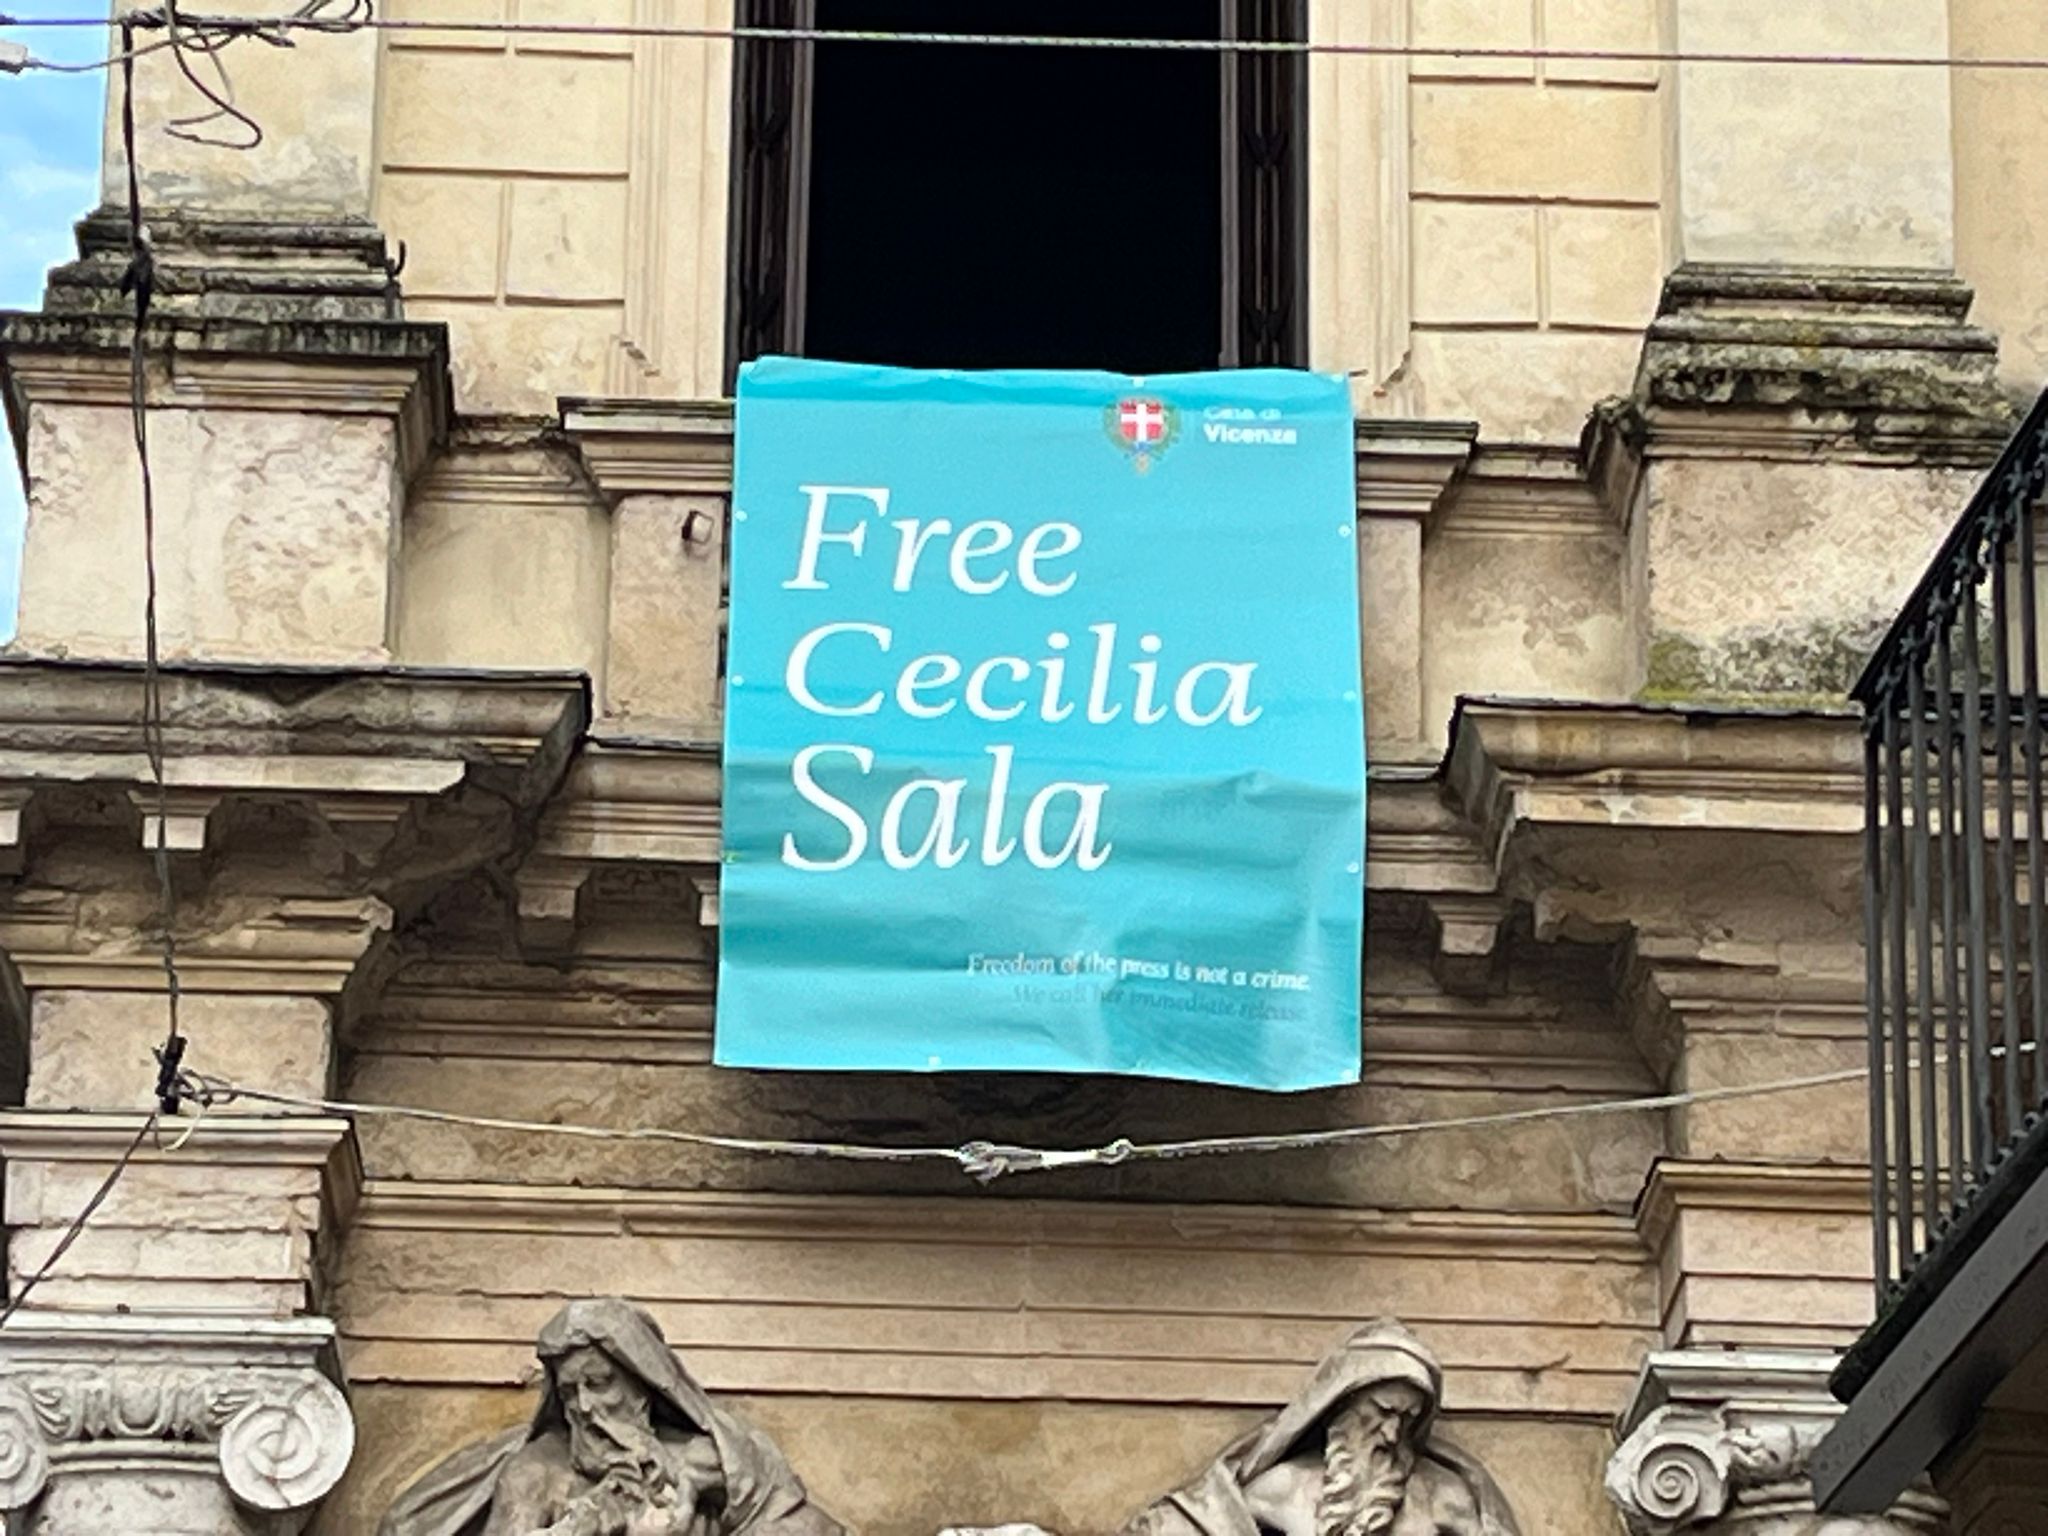 Città di
Vicenza
Free
Cecilia
Sala
Freedom of the press is not a crime.
We call her immediate release.